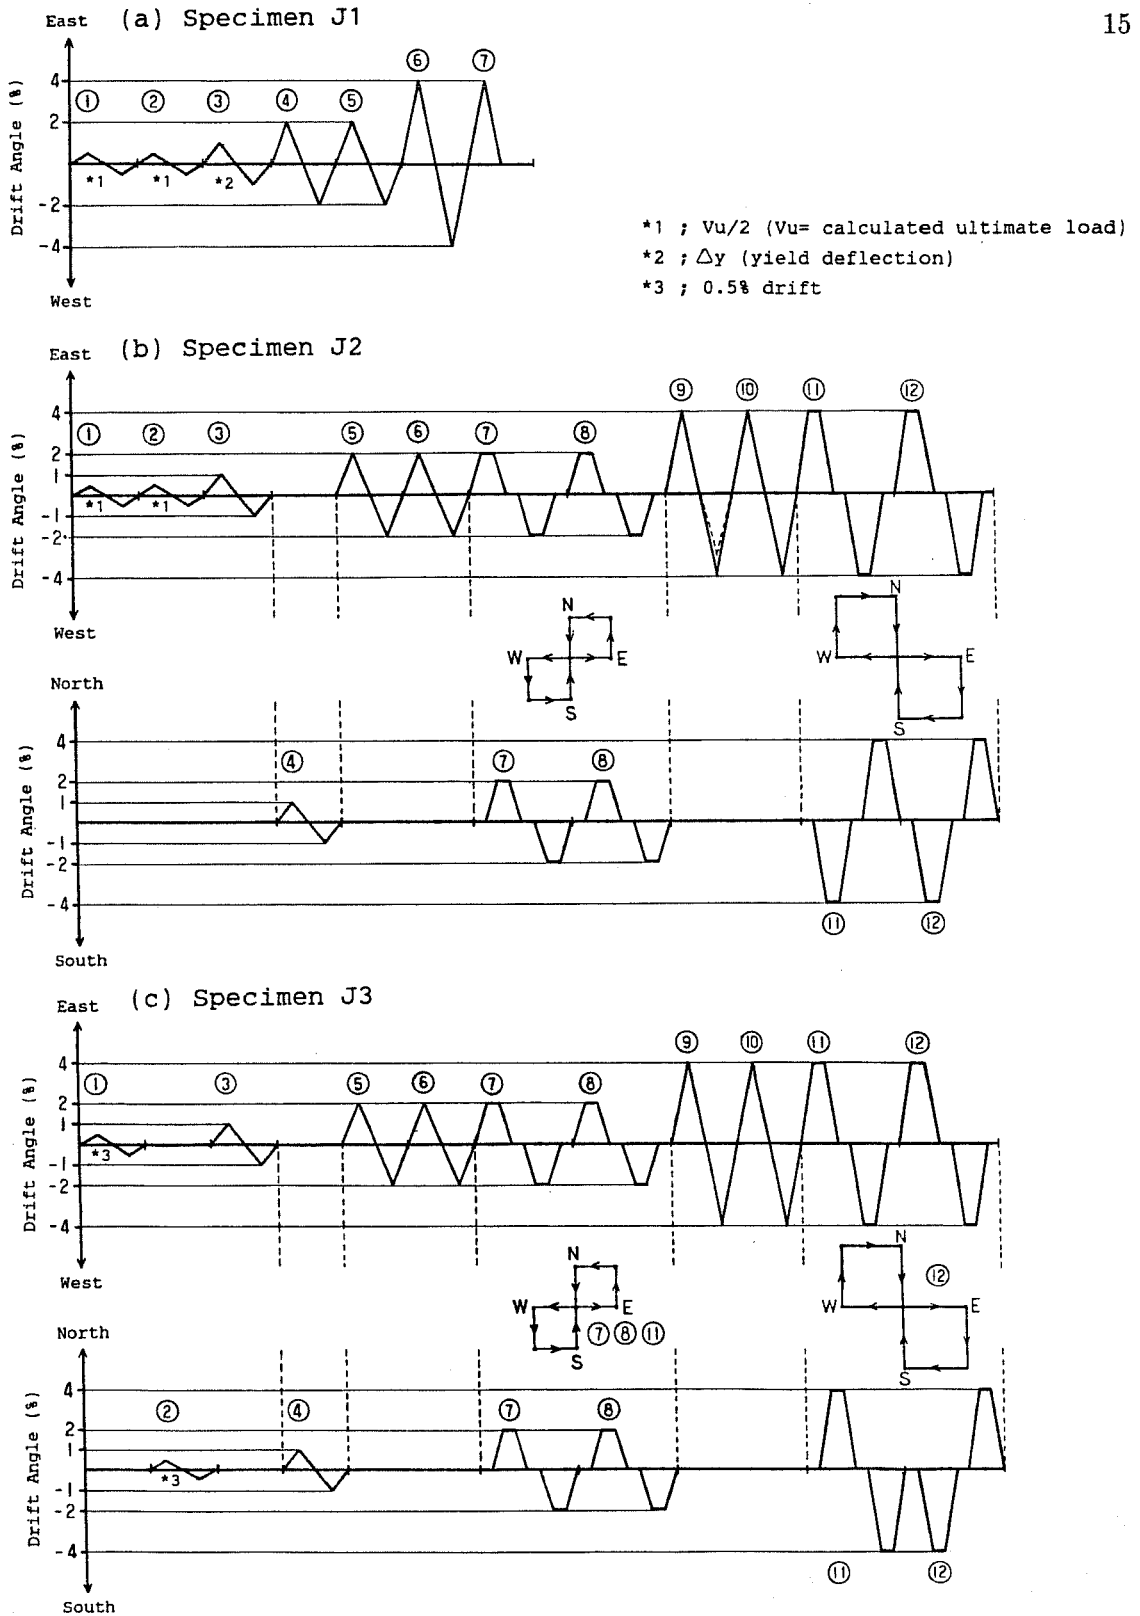 15
East (a) Specimen J1
Drift Angle (%)
⑥ ⑦
4
① ② ③ ④ ⑤
2
0
*1 *1 *2
-2
-4
West
*1 ; Vu/2 (Vu= calculated ultimate load)
*2 ; △y (yield deflection)
*3 ; 0.5% drift
East (b) Specimen J2
Drift Angle (%)
⑨ ⑩ ⑪ ⑫
4
① ② ③ ⑤ ⑥ ⑦ ⑧
2
1
0
*1 *1
-1
-2
-4
West
N
W E
S
N
W E
S
North
Drift Angle (%)
4
④ ⑦ ⑧
2
1
-1
-2
-4
⑪ ⑫
South
East (c) Specimen J3
Drift Angle (%)
⑨ ⑩ ⑪ ⑫
4
① ③ ⑤ ⑥ ⑦ ⑧
2
1
0
*3
-1
-2
-4
West
N
W E
⑦ ⑧ ⑪
S
N
⑫
W E
S
North
Drift Angle (%)
4
② ④ ⑦ ⑧
2
1
*3
-1
-2
-4
⑪ ⑫
South